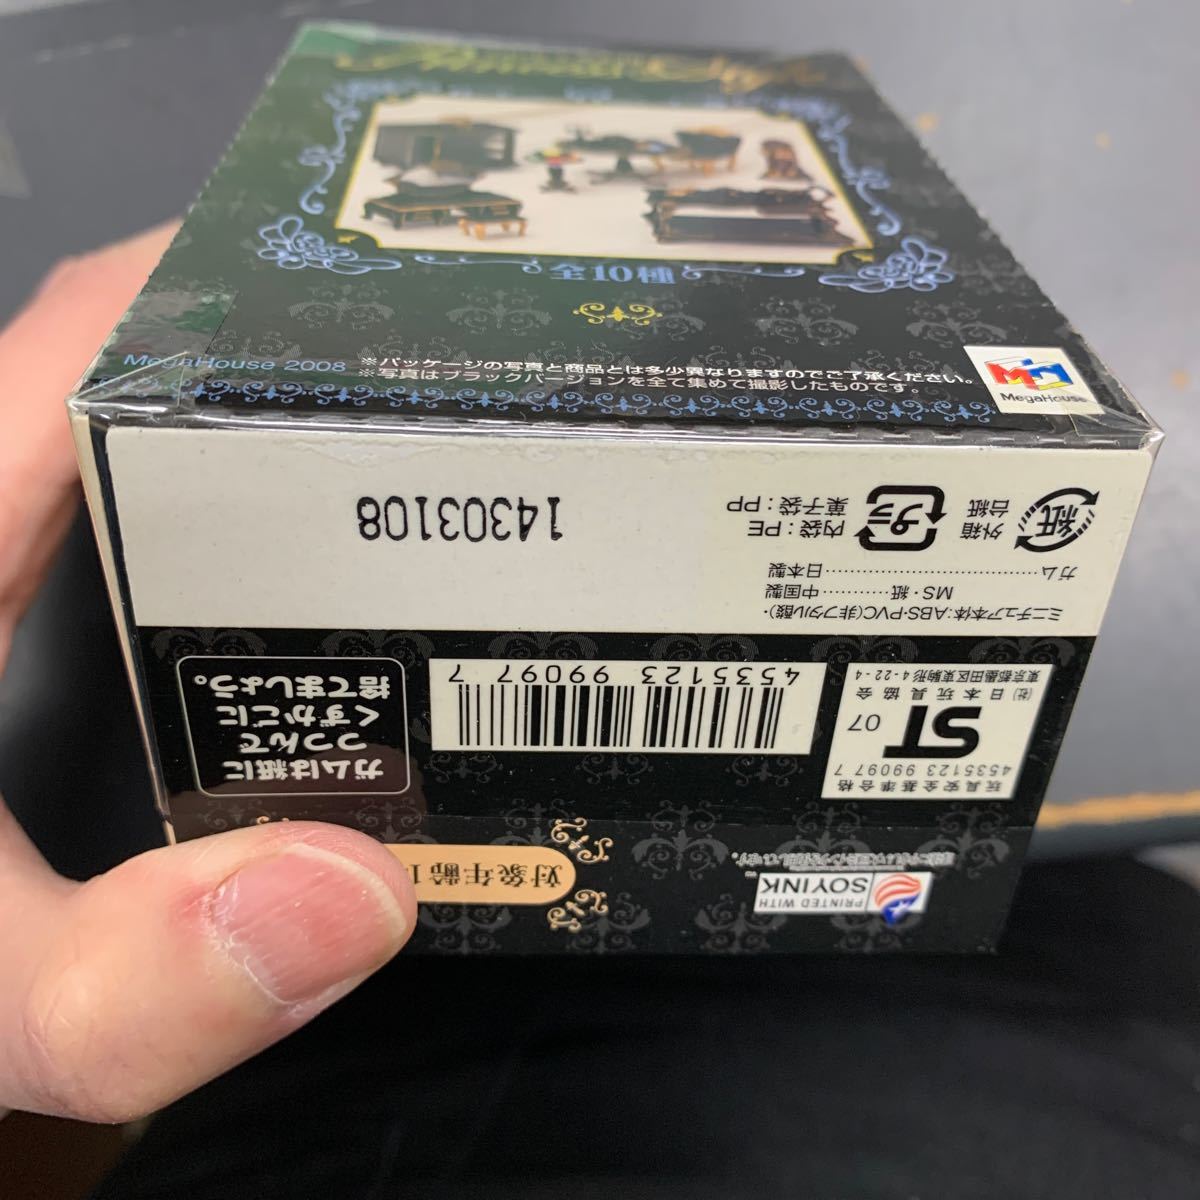 全10種
MegaHouse 2008
※パッケージの写真と商品とは多少異なりますのでご了承ください。
※写真はブラックバージョンを全て集めて撮影したものです。
MegaHouse
紙
外箱
台紙
プラ
内袋：PE
菓子袋：PP
14303108
ミニチュア本体：ABS・PVC(非フタル酸)・
MS・紙…………中国製
ガム……………………………日本製
玩具安全基準合格
4535123 99097 7
ST
07
(社)日本玩具協会
東京都墨田区東駒形4-22-4
4535123 990977
ガムは紙に
つつんで
くずかごに
捨てましょう。
PRINTED WITH
SOYINK
TM
対象年齢1